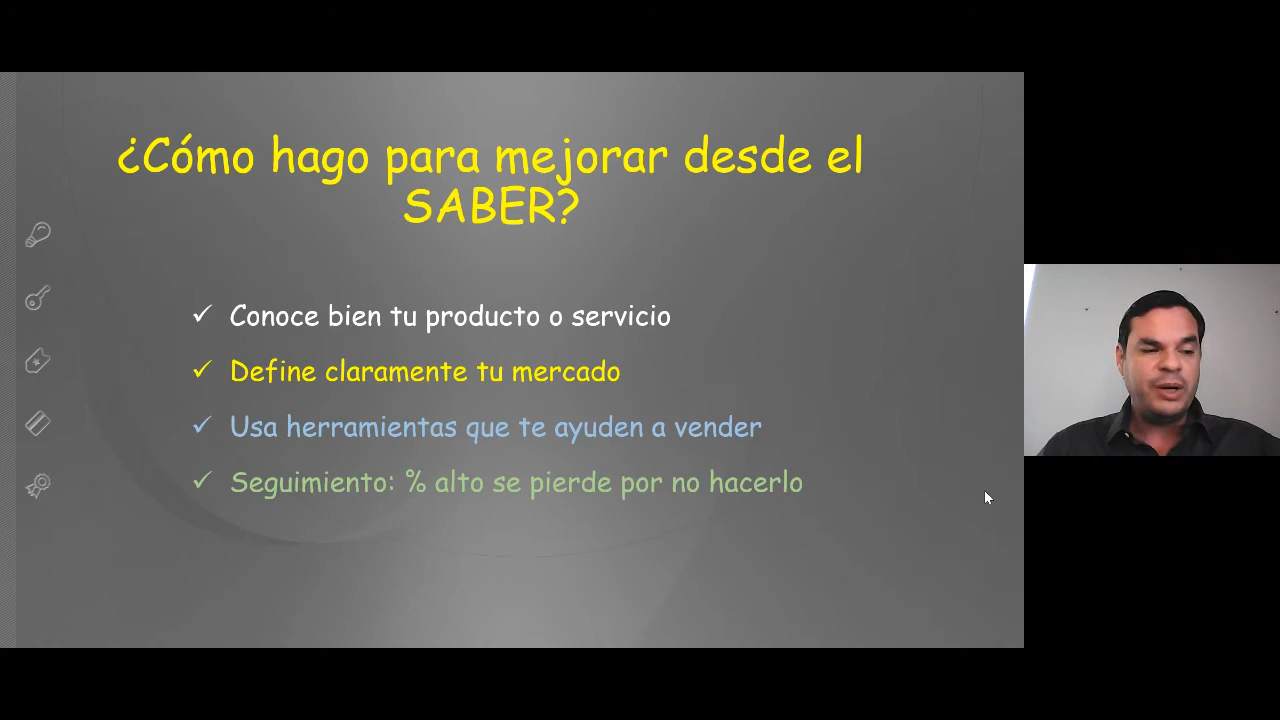 ¿Cómo hago para mejorar desde el
SABER?
✓ Conoce bien tu producto o servicio
✓ Define claramente tu mercado
✓ Usa herramientas que te ayuden a vender
✓ Seguimiento: % alto se pierde por no hacerlo